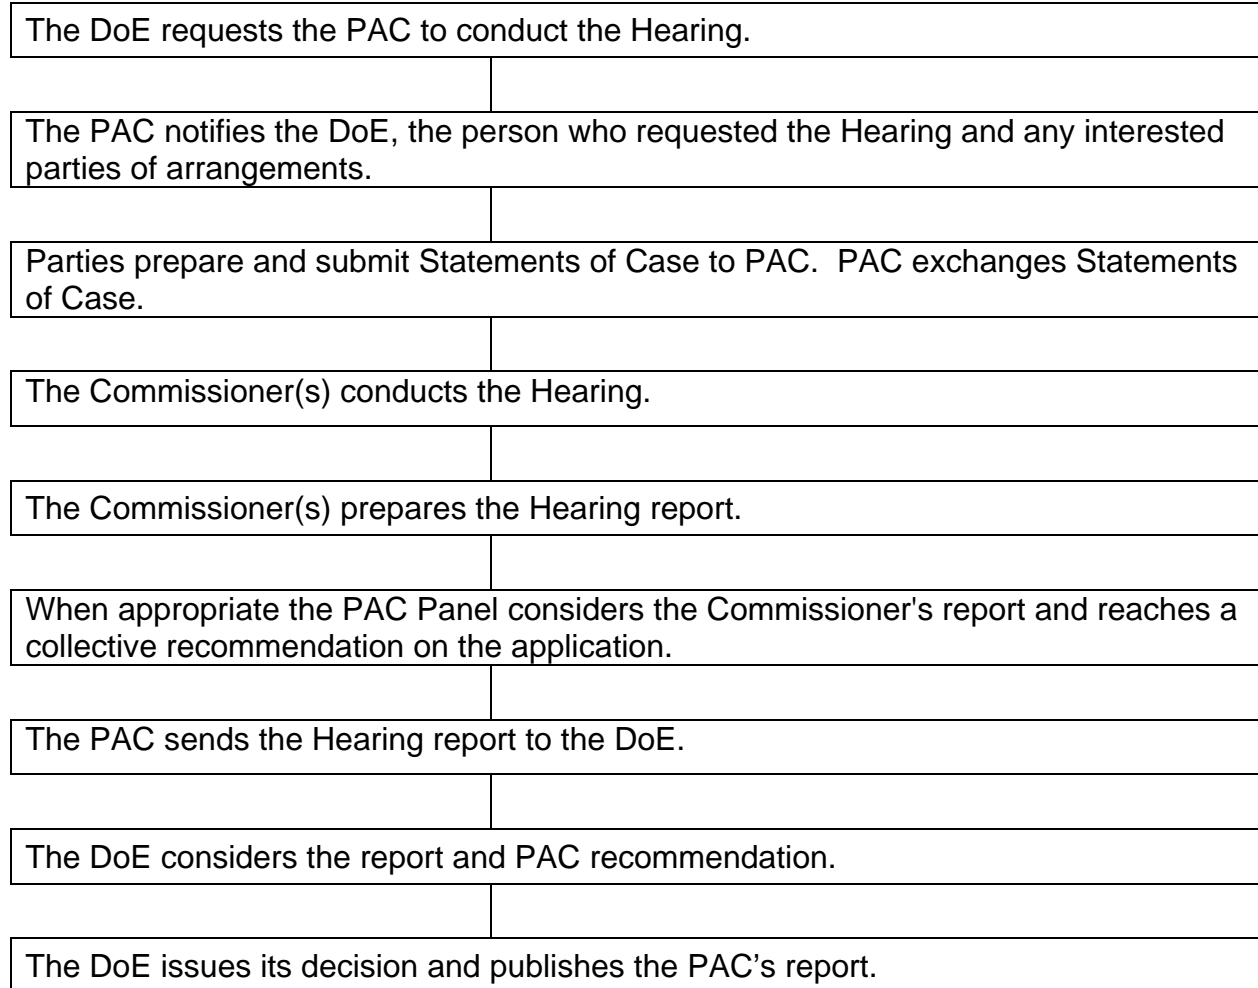 The DoE requests the PAC to conduct the Hearing.
The PAC notifies the DoE, the person who requested the Hearing and any interested
parties of arrangements.
Parties prepare and submit Statements of Case to PAC.  PAC exchanges Statements
of Case.
The Commissioner(s) conducts the Hearing.
The Commissioner(s) prepares the Hearing report.
When appropriate the PAC Panel considers the Commissioner's report and reaches a
collective recommendation on the application.
The PAC sends the Hearing report to the DoE.
The DoE considers the report and PAC recommendation.
The DoE issues its decision and publishes the PAC’s report.